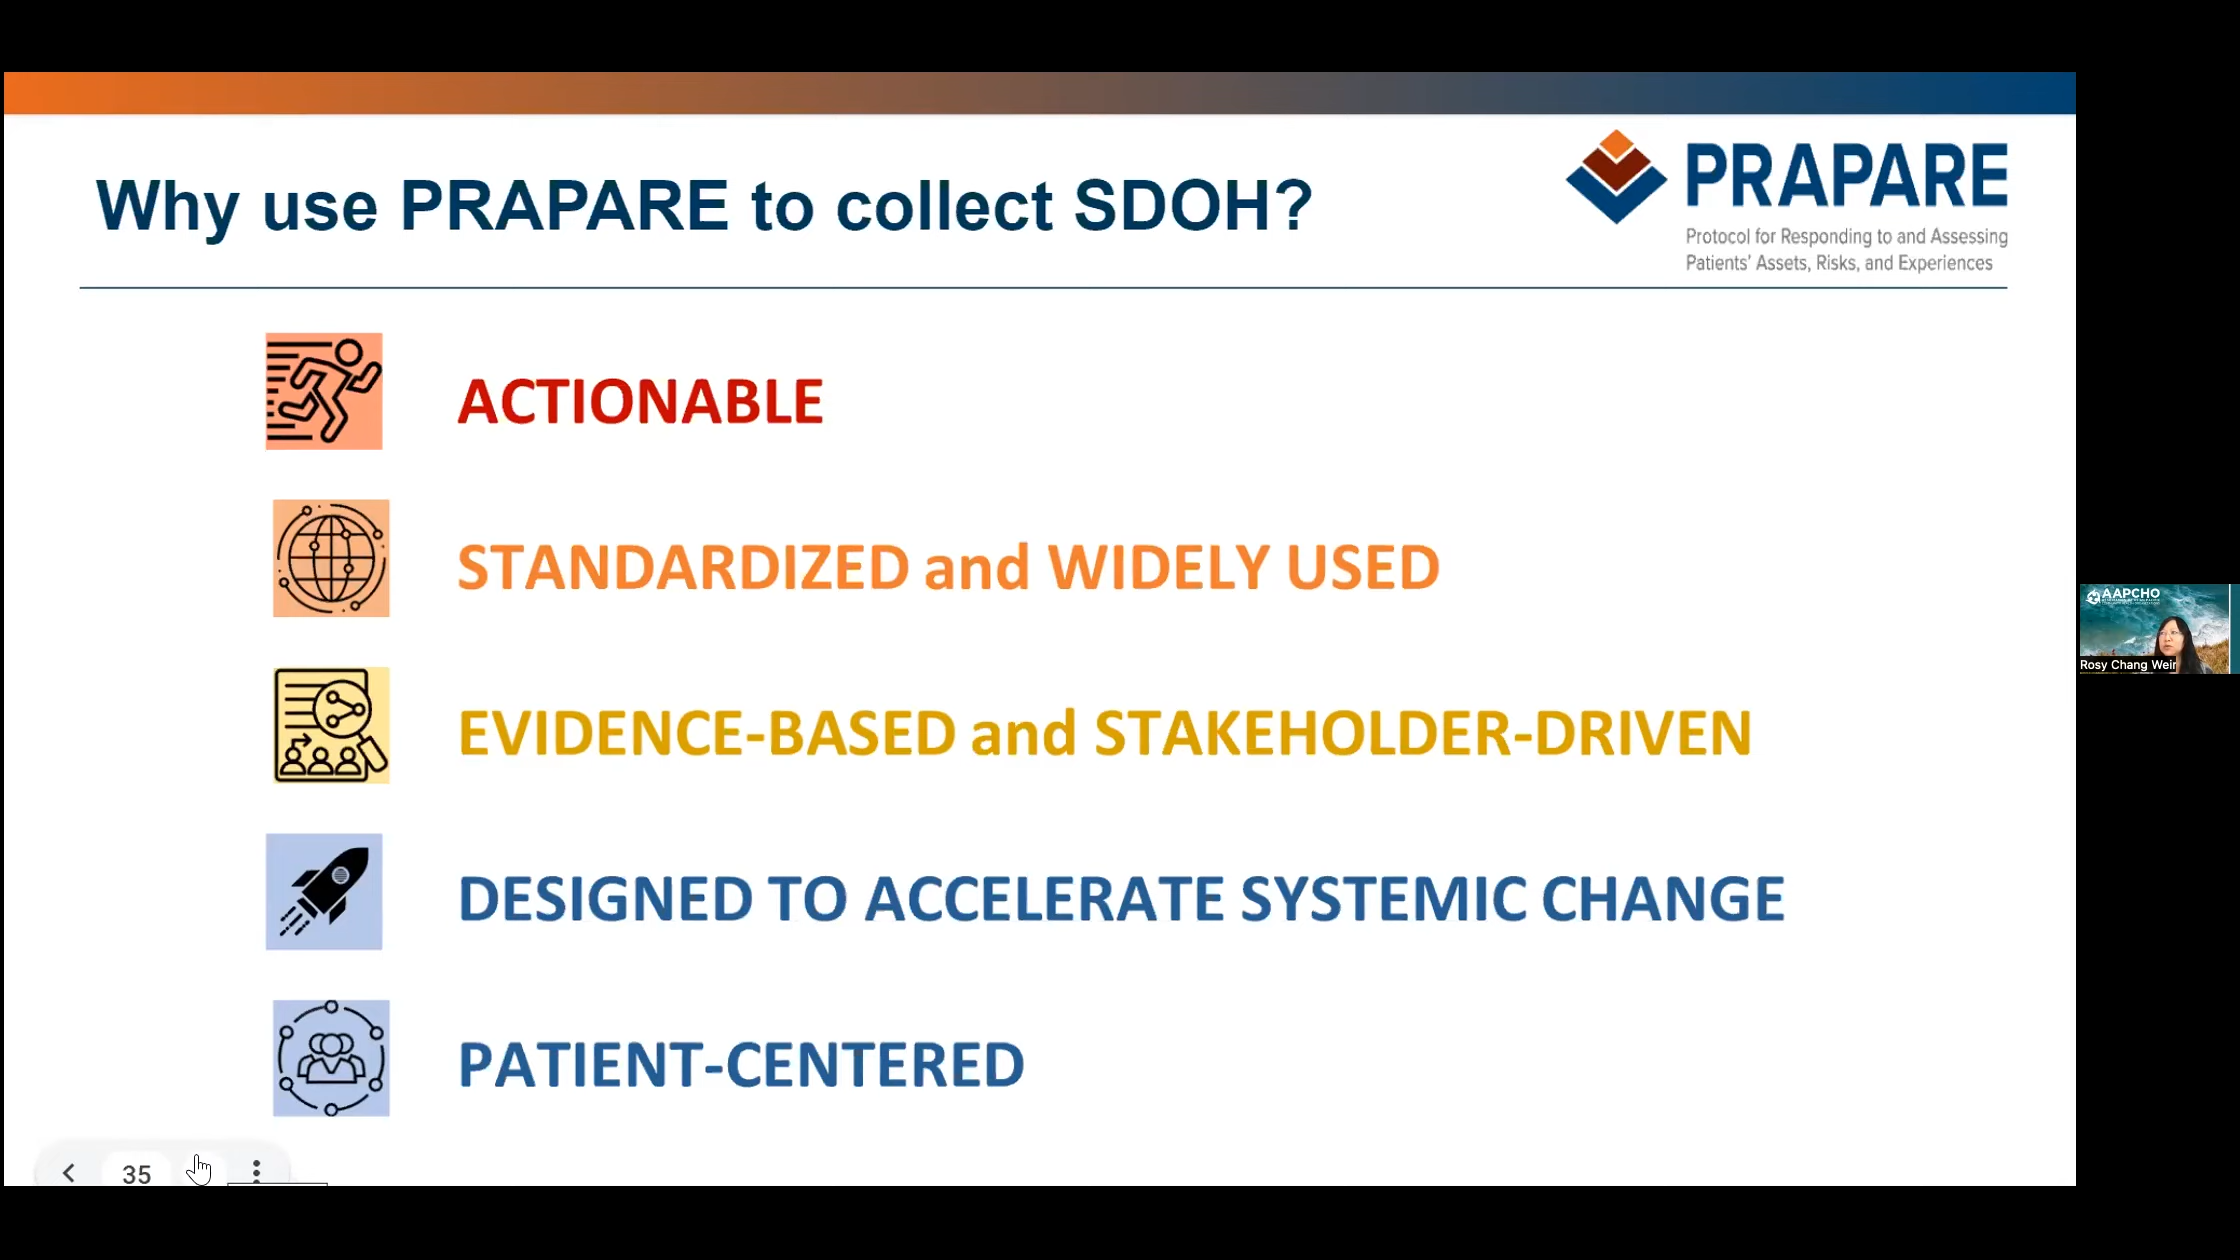 Why use PRAPARE to collect SDOH?
PRAPARE
Protocol for Responding to and Assessing
Patients' Assets, Risks, and Experiences
ACTIONABLE
STANDARDIZED and WIDELY USED
EVIDENCE-BASED and STAKEHOLDER-DRIVEN
DESIGNED TO ACCELERATE SYSTEMIC CHANGE
PATIENT-CENTERED
35
AAPCHO
Rosy Chang Weir